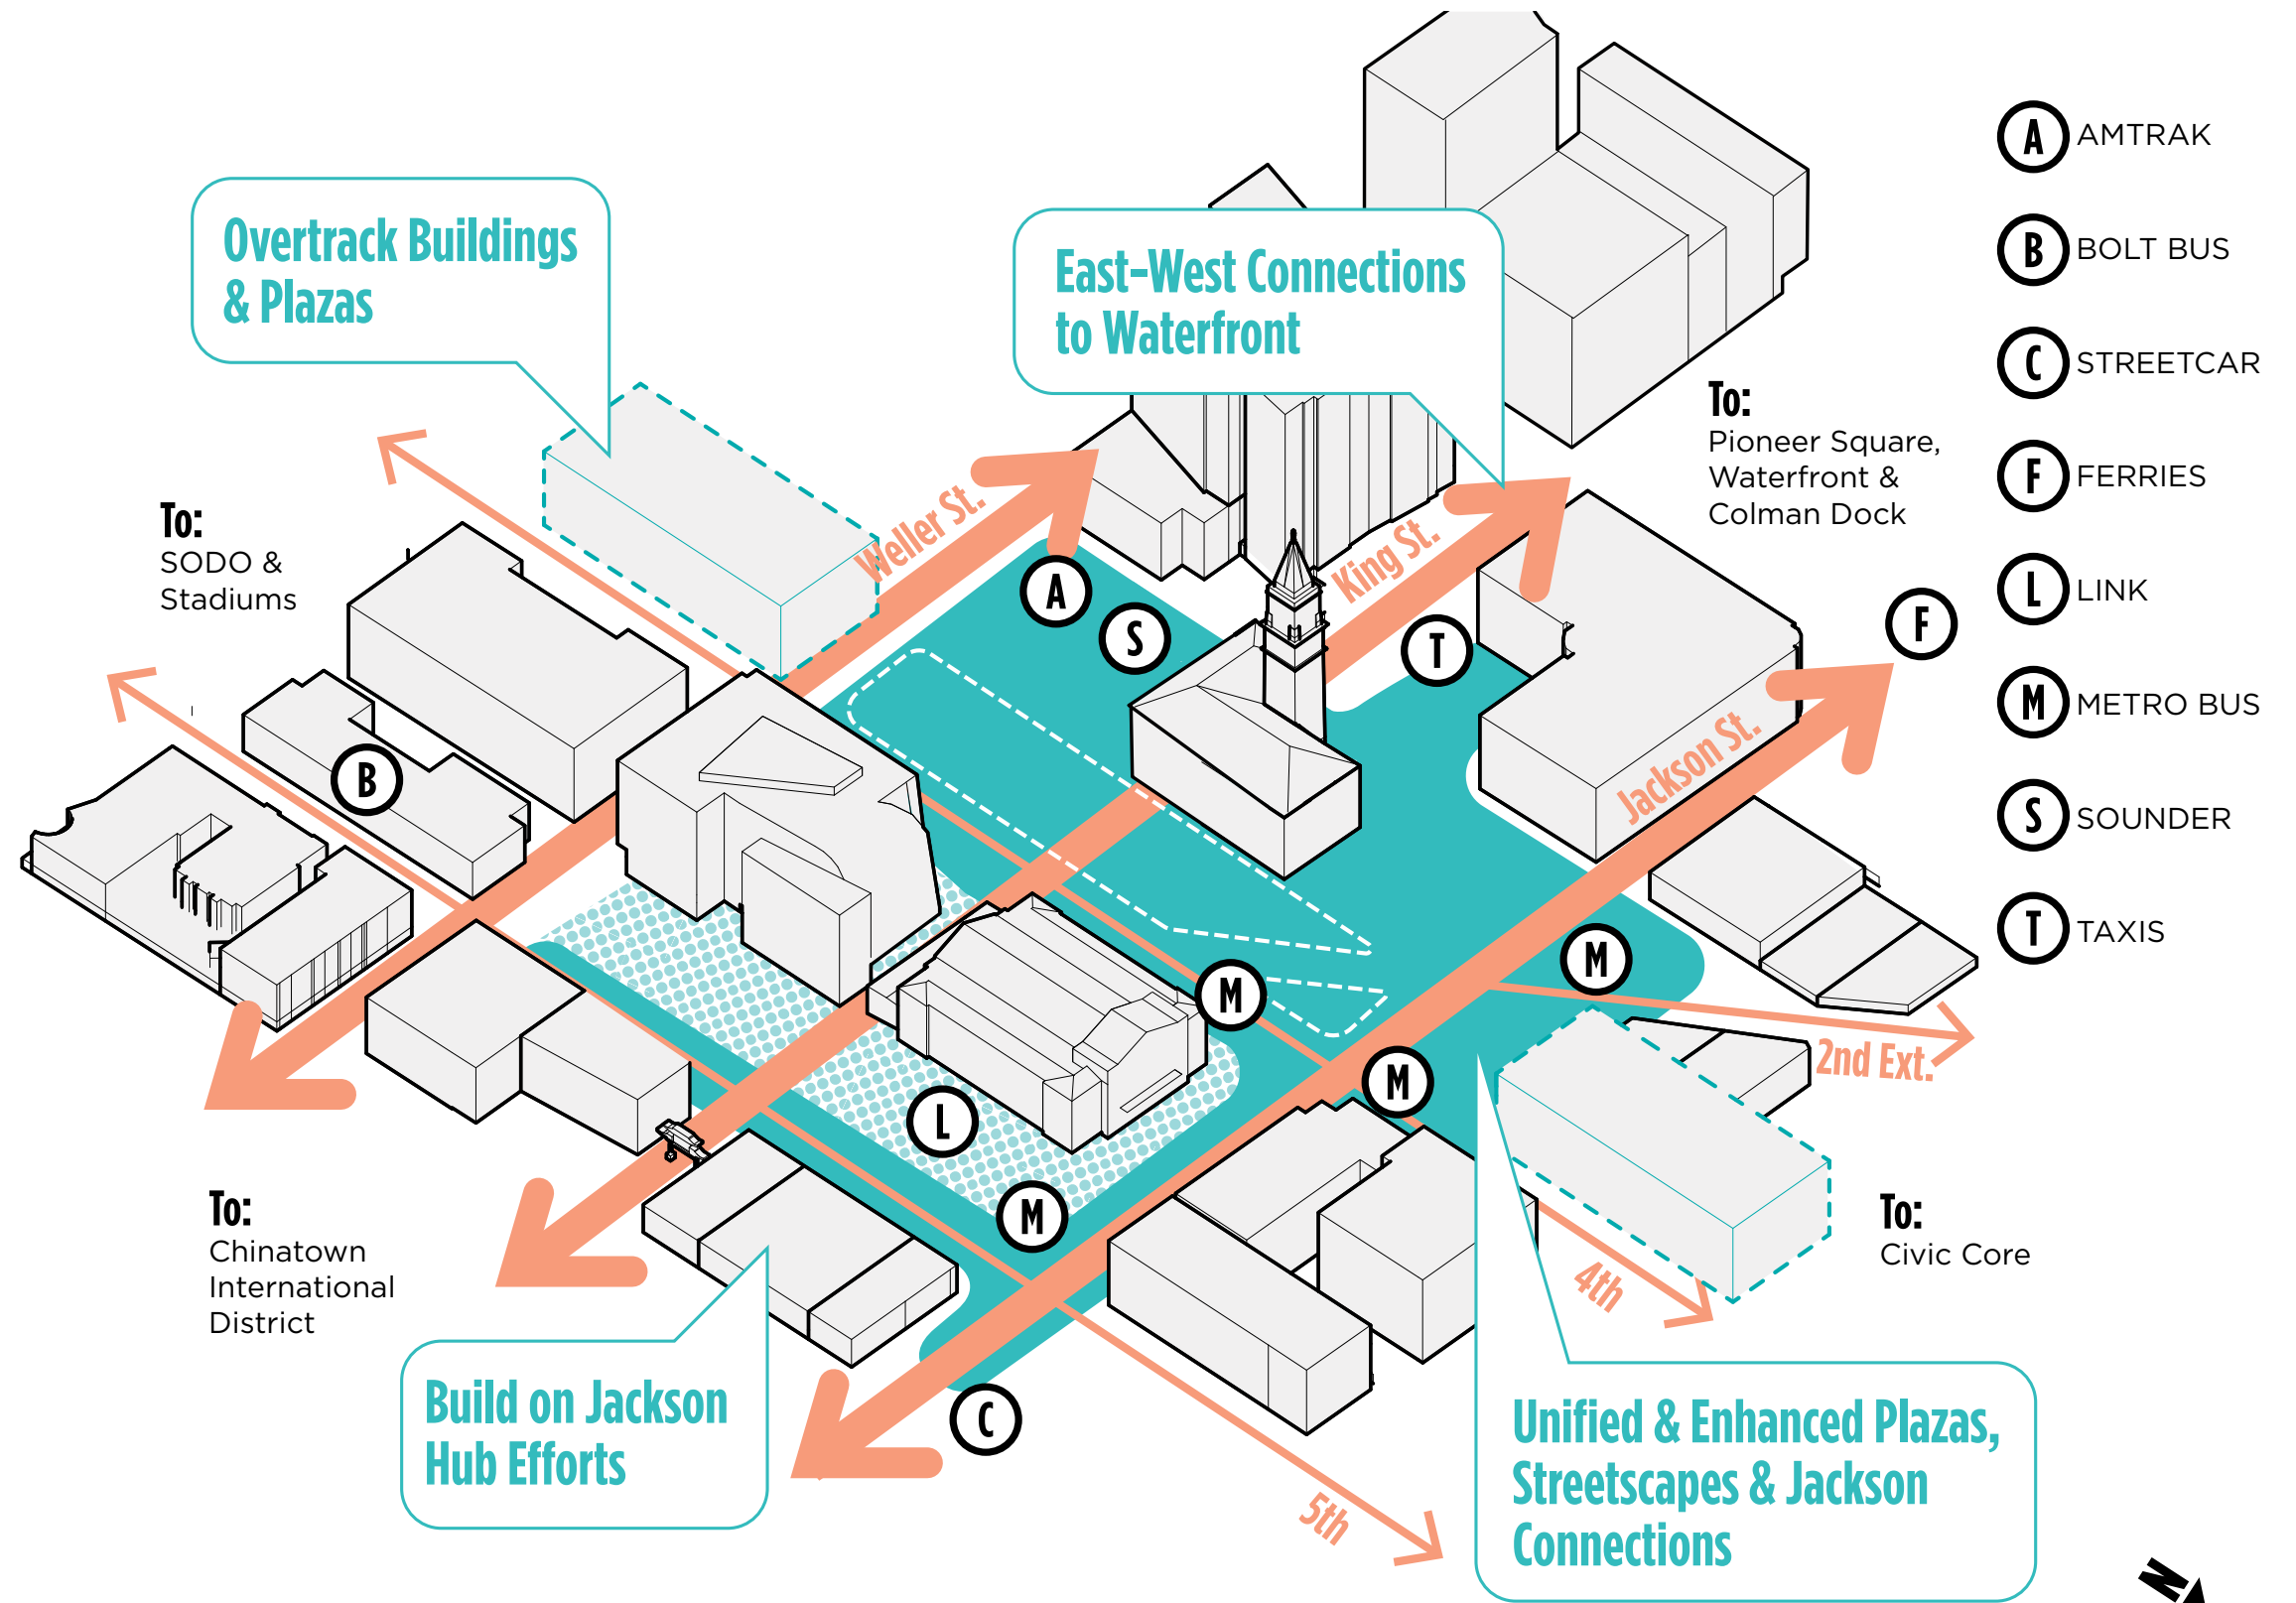 Overtrack Buildings
& Plazas
East-West Connections
to Waterfront
A AMTRAK
B BOLT BUS
C STREETCAR
F FERRIES
L LINK
M METRO BUS
S SOUNDER
T TAXIS
To:
Pioneer Square,
Waterfront &
Colman Dock
To:
SODO &
Stadiums
Weller St.
King St.
Jackson St.
A
S
T
F
B
M
M
M
L
M
C
2nd Ext.
4th
5th
To:
Chinatown
International
District
To:
Civic Core
Build on Jackson
Hub Efforts
Unified & Enhanced Plazas,
Streetscapes & Jackson
Connections
N